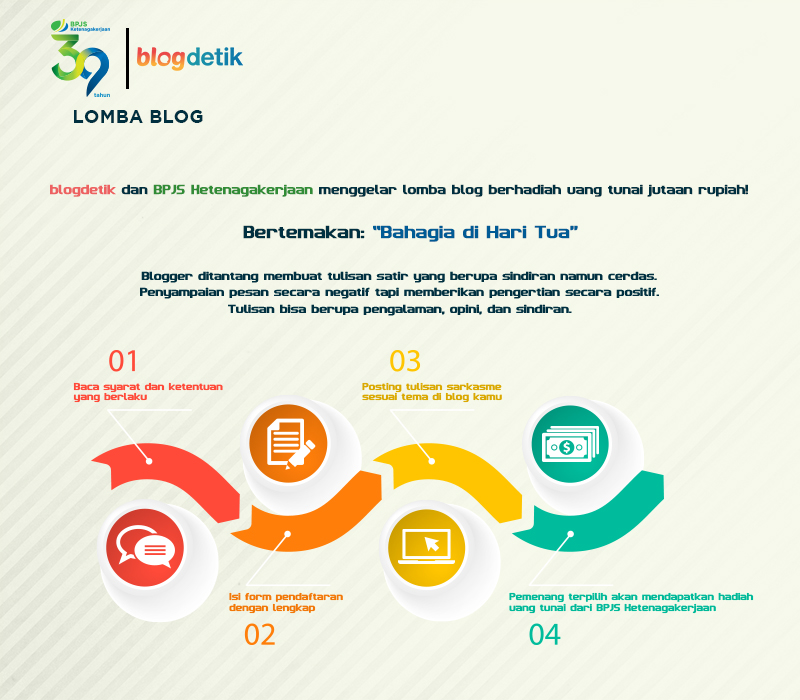 BPJS
Ketenagakerjaan
39
tahun
blogdetik
LOMBA BLOG
blogdetik dan BPJS Ketenagakerjaan menggelar lomba blog berhadiah uang tunai jutaan rupiah!
Bertemakan: "Bahagia di Hari Tua"
Blogger ditantang membuat tulisan satir yang berupa sindiran namun cerdas.
Penyampaian pesan secara negatif tapi memberikan pengertian secara positif.
Tulisan bisa berupa pengalaman, opini, dan sindiran.
01
Baca syarat dan ketentuan
yang berlaku
Isi form pendaftaran
dengan lengkap
02
03
Posting tulisan sarkasme
sesuai tema di blog kamu
Pemenang terpilih akan mendapatkan hadiah
uang tunai dari BPJS Ketenagakerjaan
04